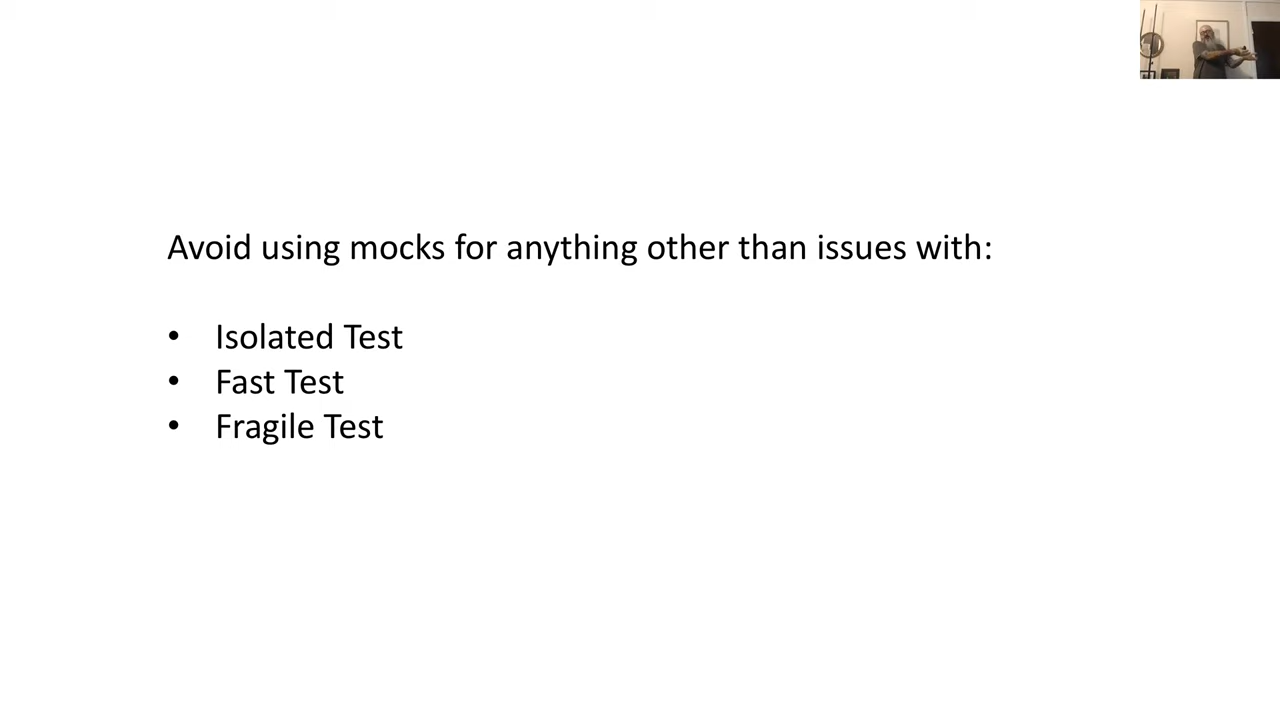 Avoid using mocks for anything other than issues with:
• Isolated Test
• Fast Test
• Fragile Test